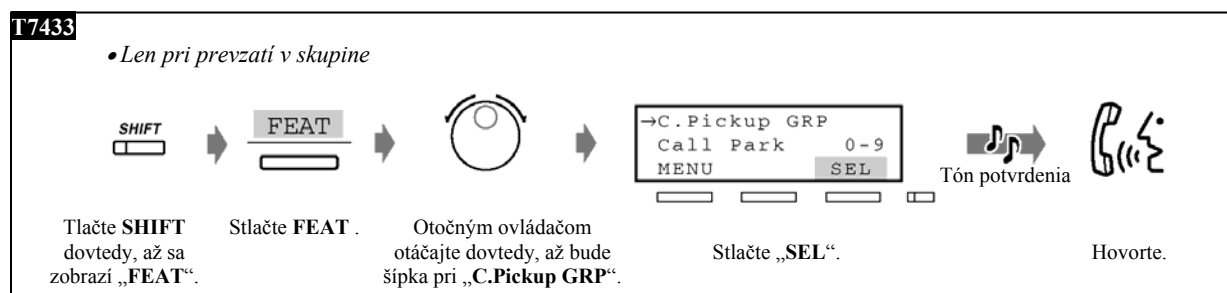 T7433
• Len pri prevzatí v skupine
SHIFT
FEAT
→C.Pickup GRP
Call Park 0-9
MENU SEL
Tón potvrdenia
Tlačte SHIFT
dovtedy, až sa
zobrazí „FEAT“.
Stlačte FEAT .
Otočným ovládačom
otáčajte dovtedy, až bude
šípka pri „C.Pickup GRP“.
Stlačte „SEL“.
Hovorte.